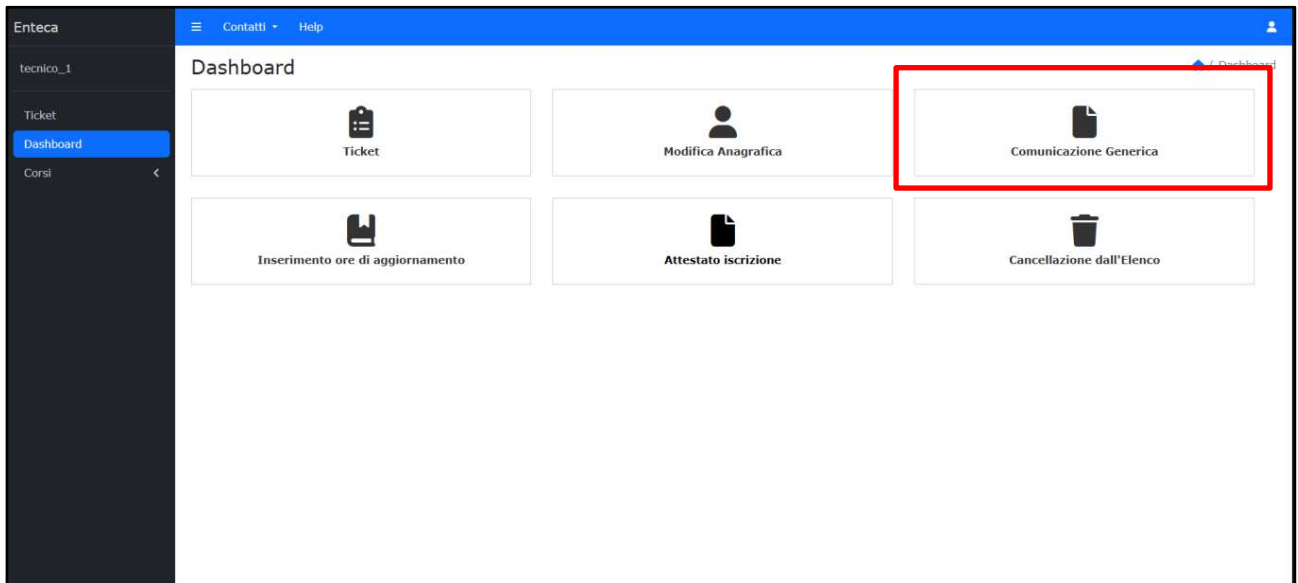 Enteca
Contatti
Help
tecnico_1
Dashboard
/ Dashboard
Ticket
Dashboard
Corsi
Ticket
Modifica Anagrafica
Comunicazione Generica
Inserimento ore di aggiornamento
Attestato iscrizione
Cancellazione dall'Elenco